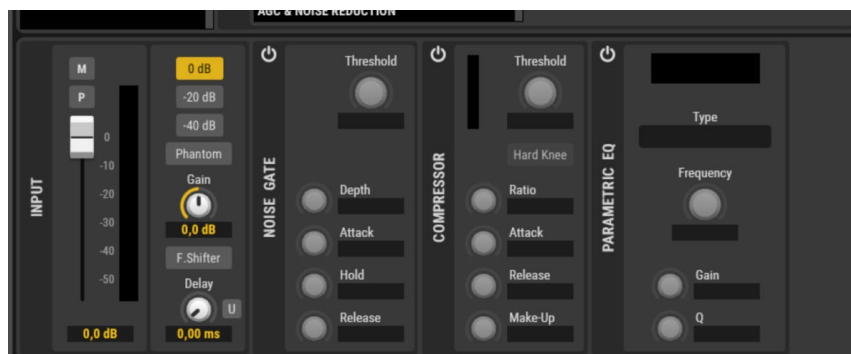 AGC & NOISE REDUCTION
INPUT
M
P
0
-10
-20
-30
-40
-50
0,0 dB
0 dB
-20 dB
-40 dB
Phantom
Gain
0,0 dB
F.Shifter
Delay
U
0,00 ms
NOISE GATE
Threshold
Depth
Attack
Hold
Release
COMPRESSOR
Threshold
Hard Knee
Ratio
Attack
Release
Make-Up
PARAMETRIC EQ
Type
Frequency
Gain
Q